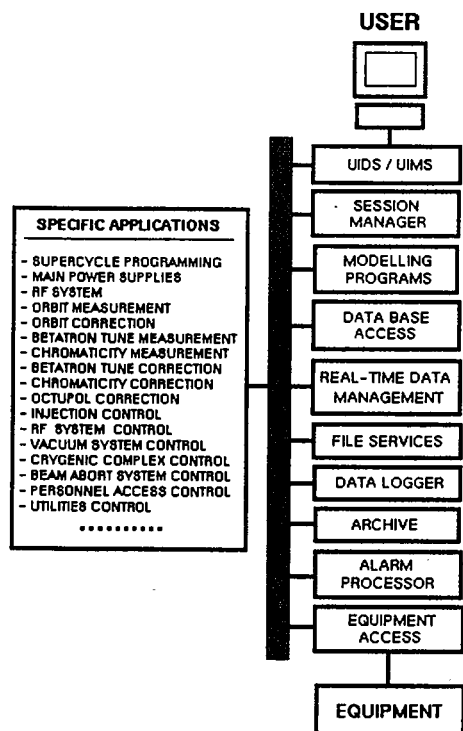 USER
UIDS / UIMS
SESSION
MANAGER
MODELLING
PROGRAMS
DATA BASE
ACCESS
REAL-TIME DATA
MANAGEMENT
FILE SERVICES
DATA LOGGER
ARCHIVE
ALARM
PROCESSOR
EQUIPMENT
ACCESS
EQUIPMENT
SPECIFIC APPLICATIONS
- SUPERCYCLE PROGRAMMING
- MAIN POWER SUPPLIES
- RF SYSTEM
- ORBIT MEASUREMENT
- ORBIT CORRECTION
- BETATRON TUNE MEASUREMENT
- CHROMATICITY MEASUREMENT
- BETATRON TUNE CORRECTION
- CHROMATICITY CORRECTION
- OCTUPOL CORRECTION
- INJECTION CONTROL
- RF SYSTEM CONTROL
- VACUUM SYSTEM CONTROL
- CRYGENIC COMPLEX CONTROL
- BEAM ABORT SYSTEM CONTROL
- PERSONNEL ACCESS CONTROL
- UTILITIES CONTROL
..........